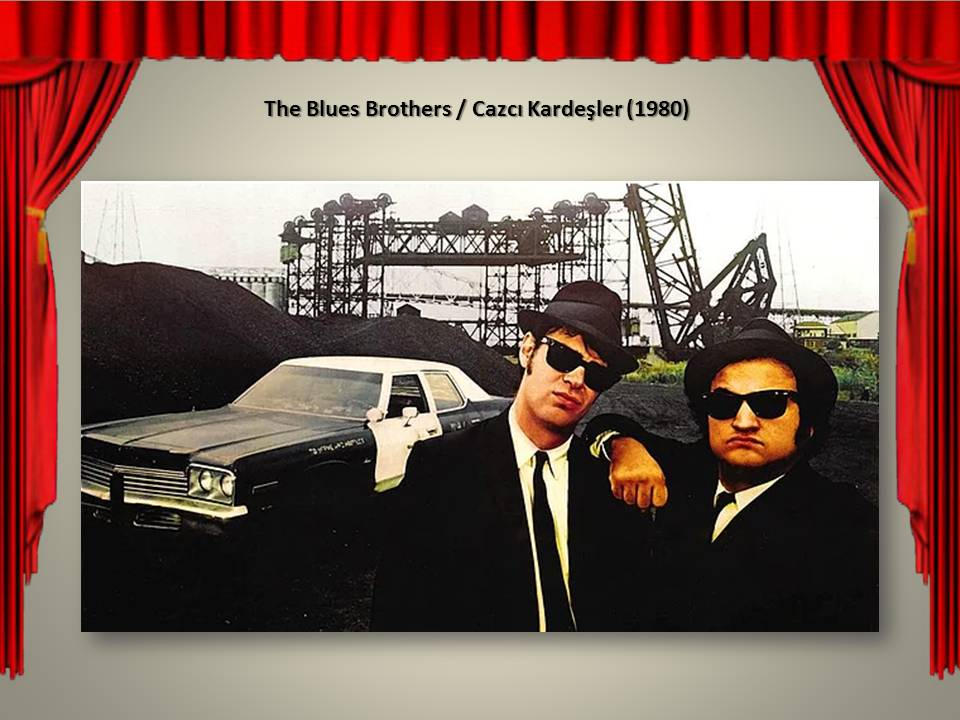 The Blues Brothers / Cazcı Kardeşler (1980)